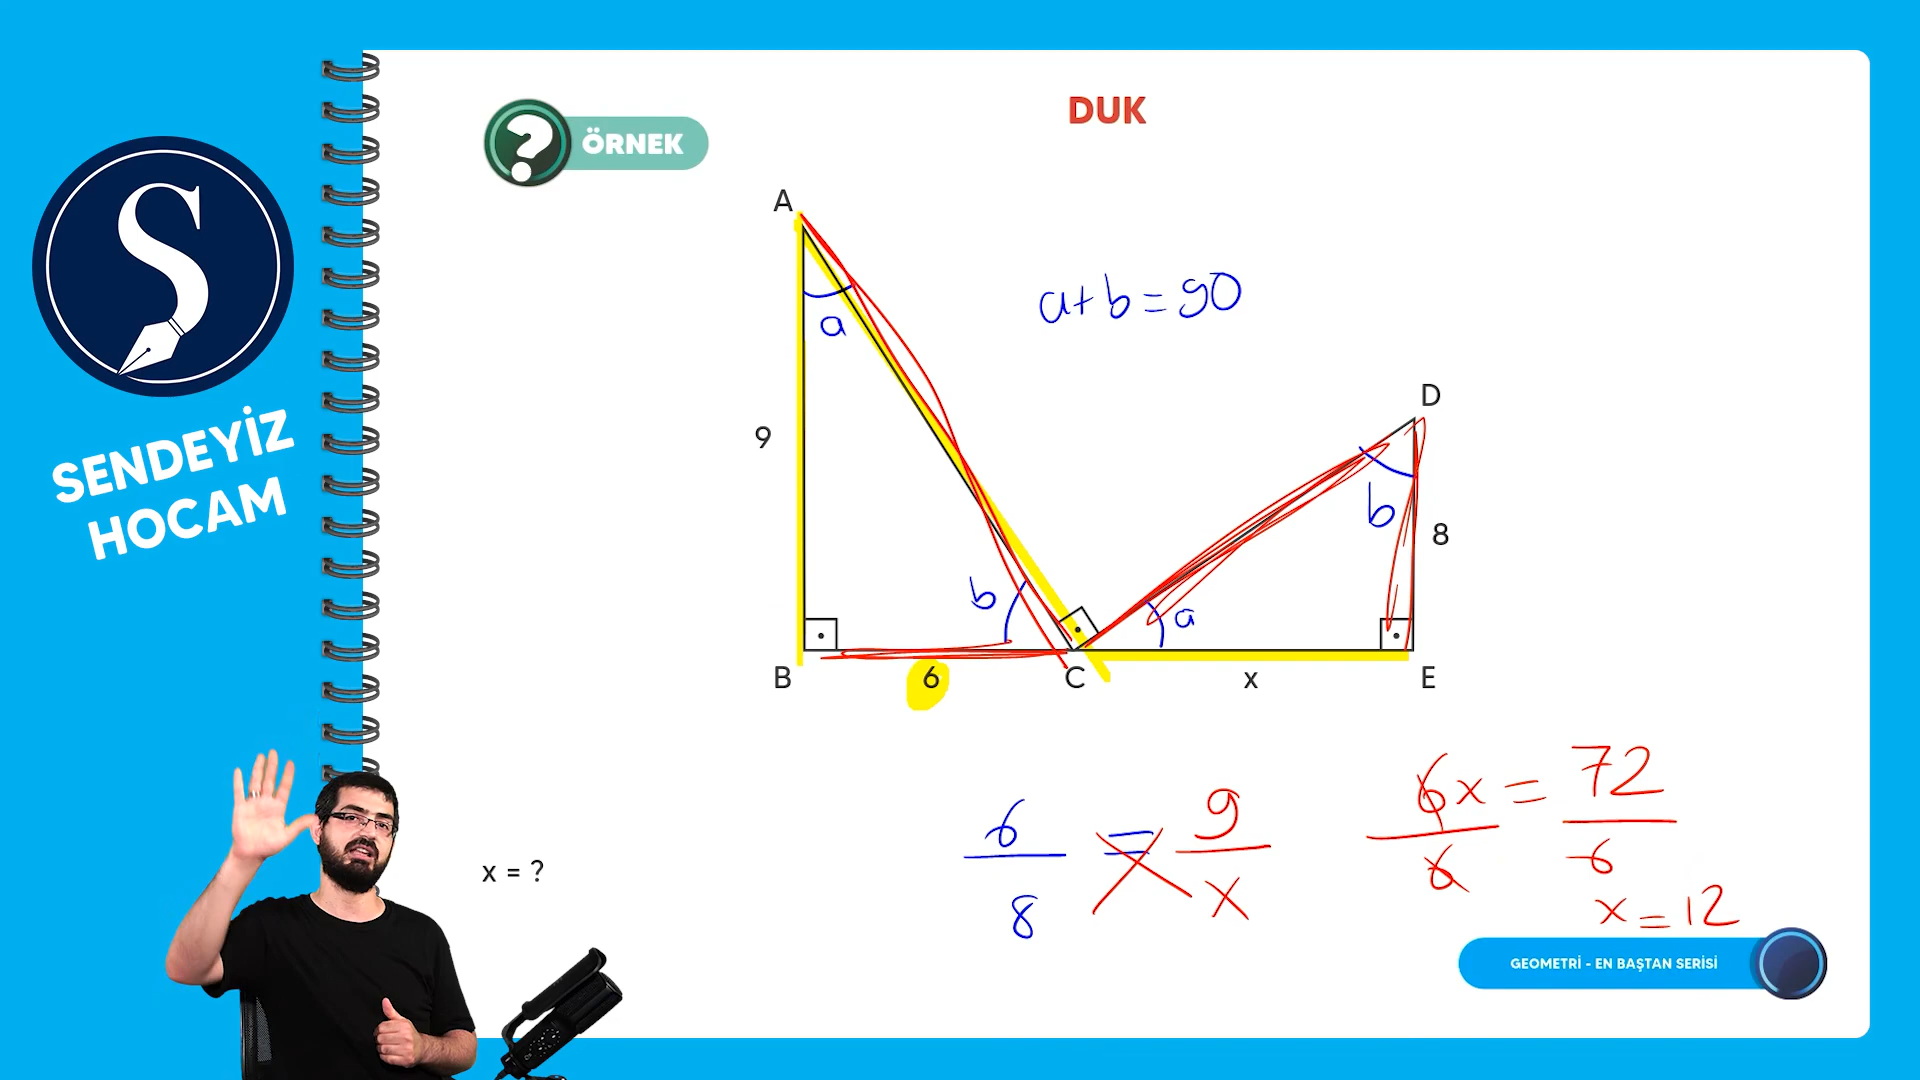 DUK
? ÖRNEK
S
SENDEYİZ
HOCAM
A
a
a+b=90
D
b
9
8
b
a
B
6
C
x
E
x = ?
6/8 = 9/x
6x/6 = 72/6
x=12
GEOMETRİ - EN BAŞTAN SERİSİ